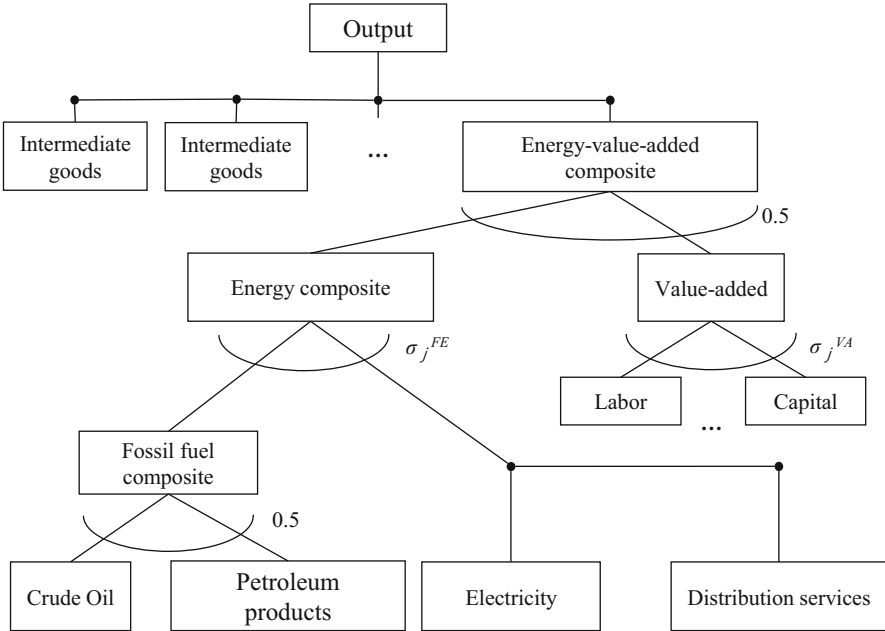 Output
Intermediate
goods
Intermediate
goods
...
Energy-value-added
composite
0.5
Energy composite
Value-added
σ j FE
σ j VA
Labor
...
Capital
Fossil fuel
composite
0.5
Crude Oil
Petroleum
products
Electricity
Distribution services